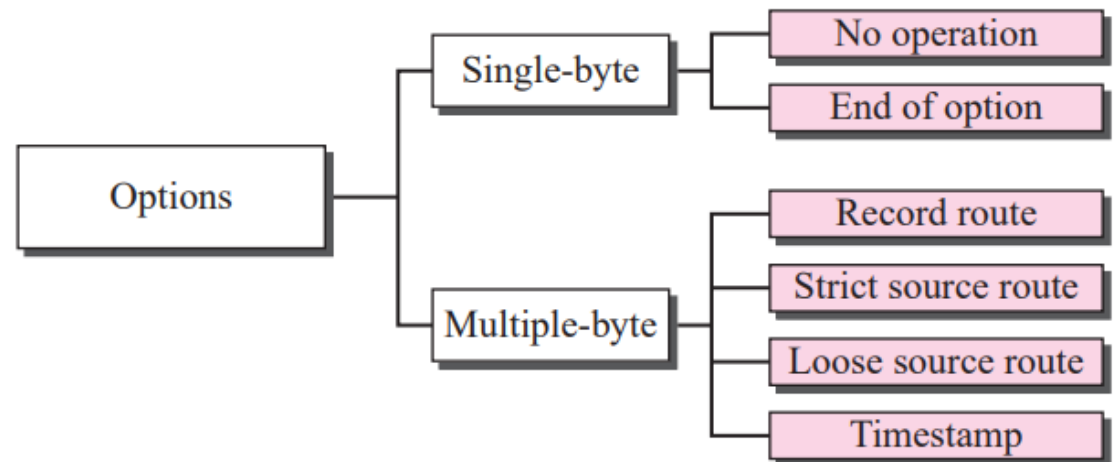 Options
Single-byte
No operation
End of option
Multiple-byte
Record route
Strict source route
Loose source route
Timestamp